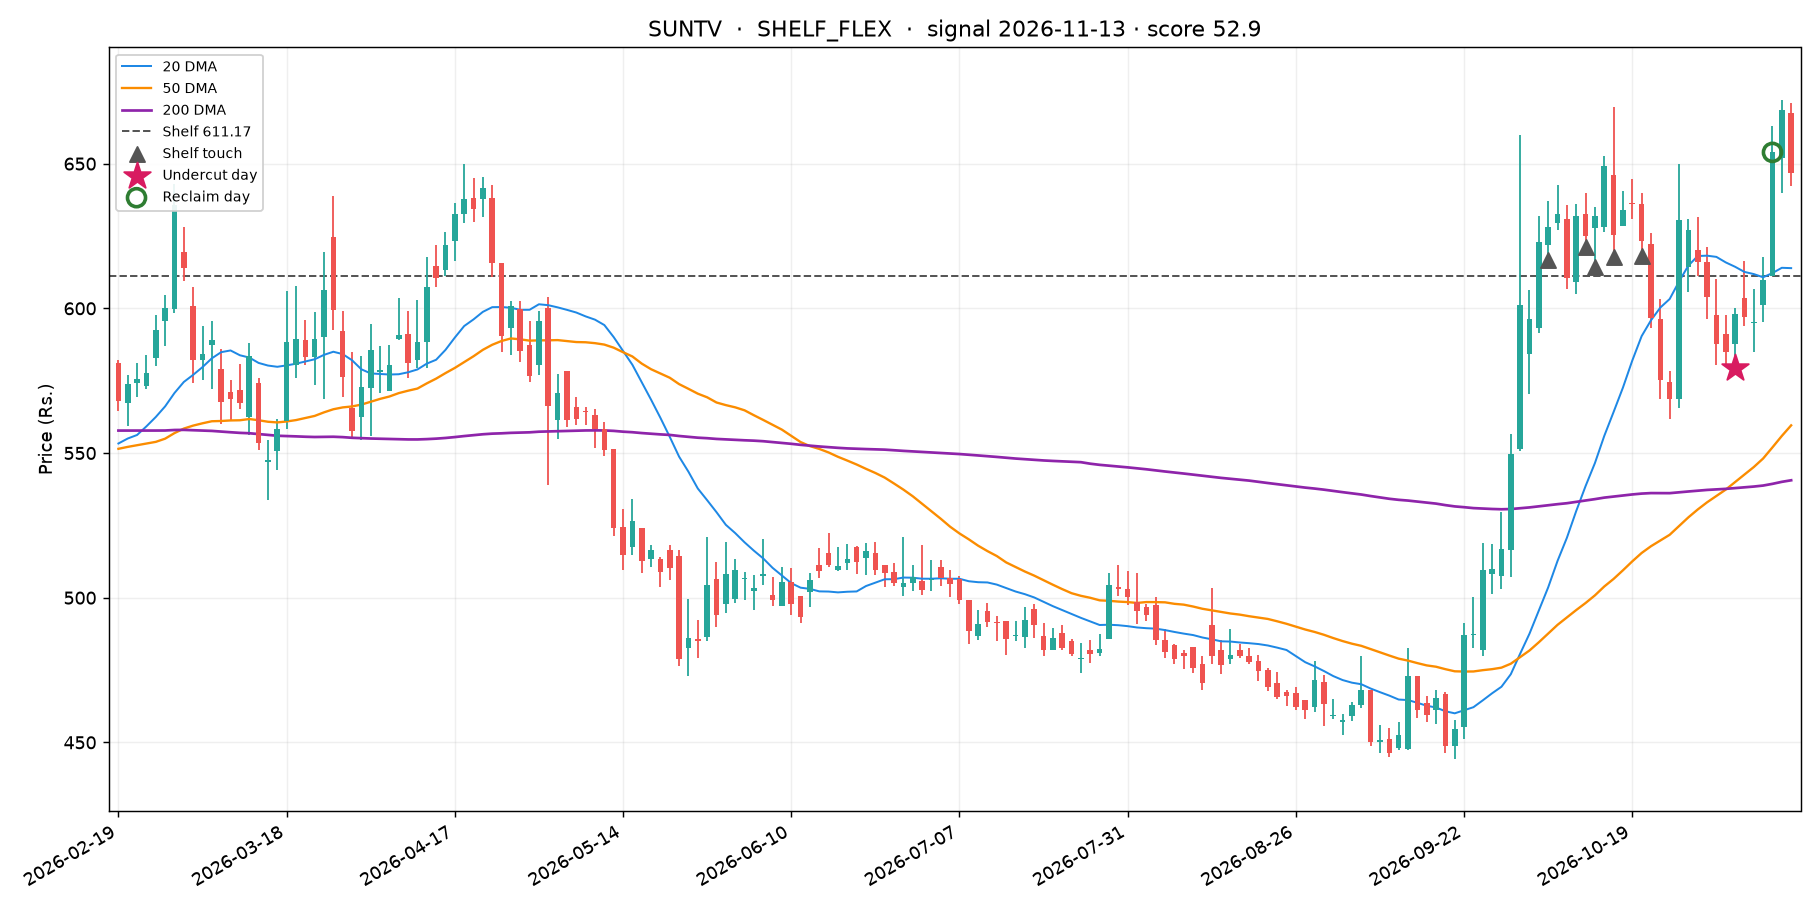 SUNTV · SHELF_FLEX · signal 2026-11-13 · score 52.9
20 DMA
50 DMA
200 DMA
Shelf 611.17
Shelf touch
Undercut day
Reclaim day
Price (Rs.)
650
600
550
500
450
2026-02-19
2026-03-18
2026-04-17
2026-05-14
2026-06-10
2026-07-07
2026-07-31
2026-08-26
2026-09-22
2026-10-19